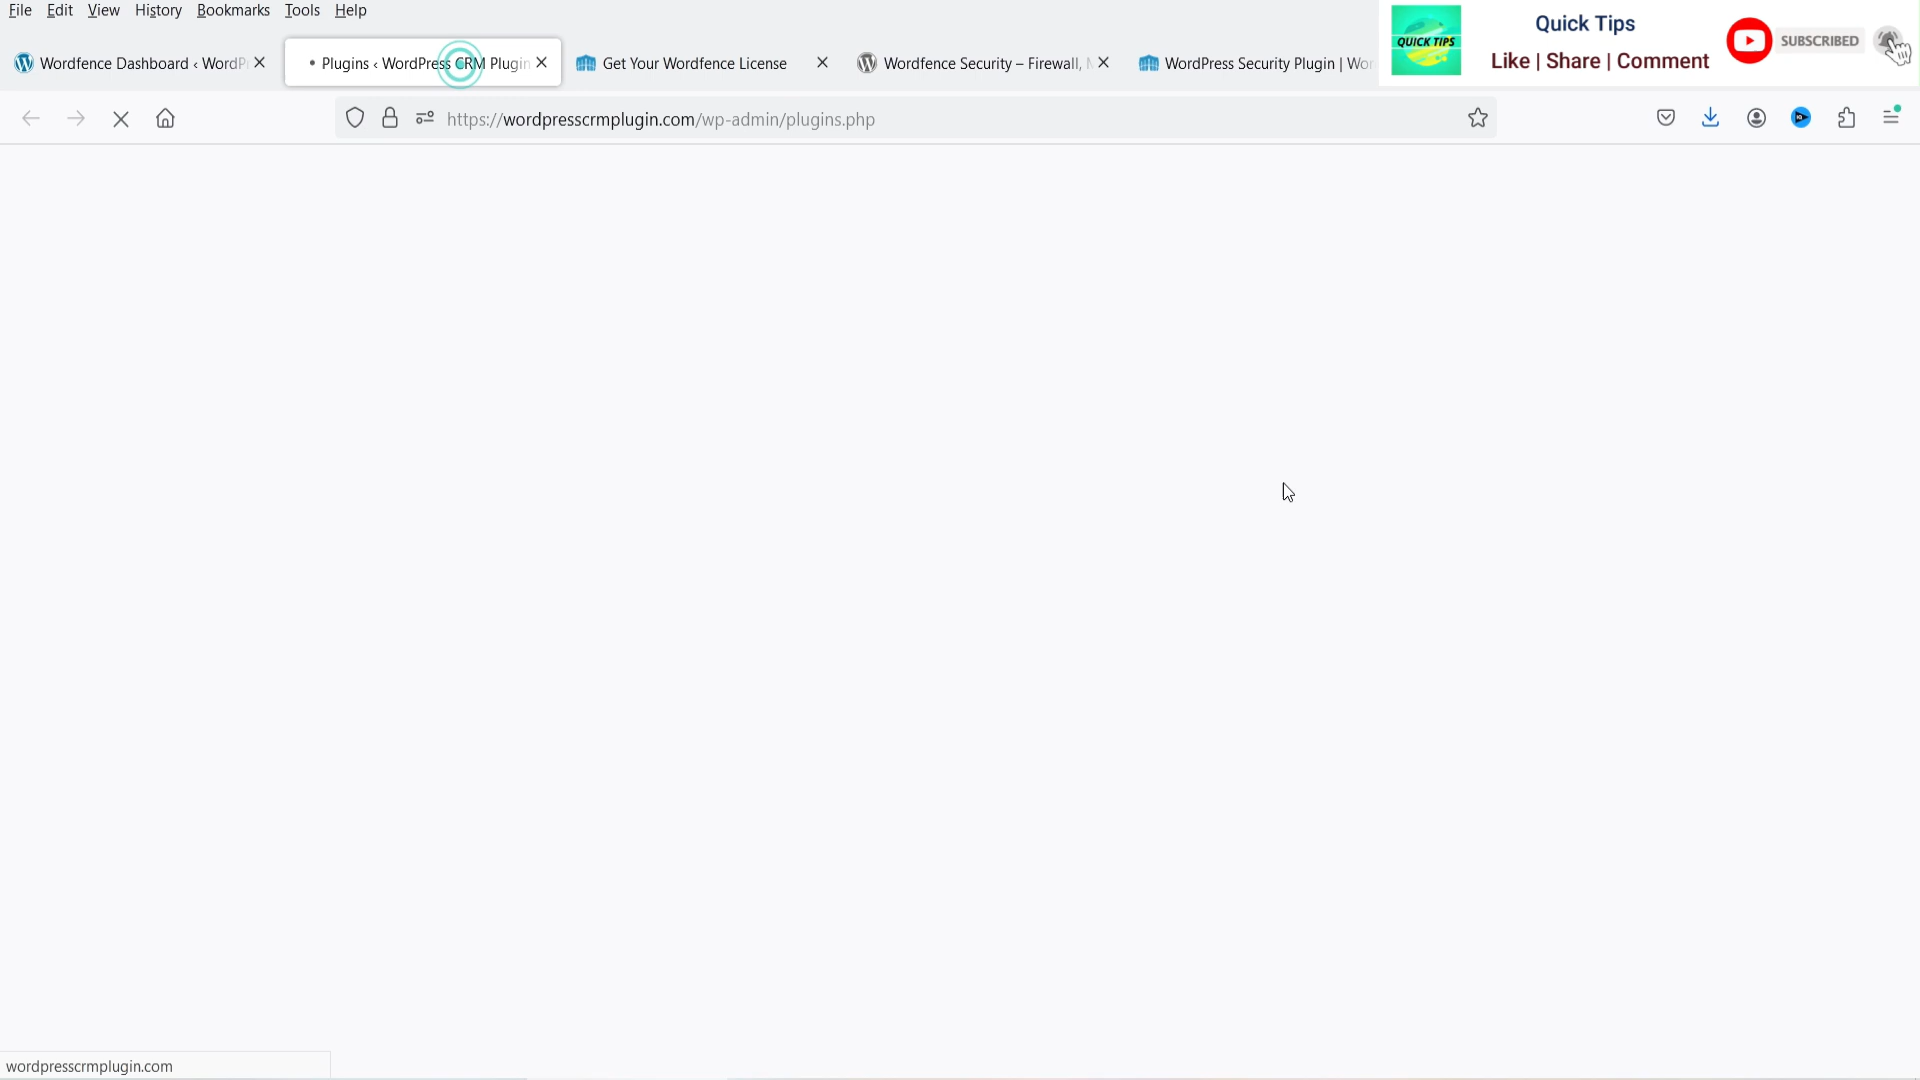 File Edit View History Bookmarks Tools Help
Wordfence Dashboard ‹ WordP
Plugins ‹ WordPress CRM Plugin
Get Your Wordfence License
Wordfence Security – Firewall,
WordPress Security Plugin | Wor
QUICK TIPS
Quick Tips
Like | Share | Comment
SUBSCRIBED
https://wordpresscrmplugin.com/wp-admin/plugins.php
wordpresscrmplugin.com